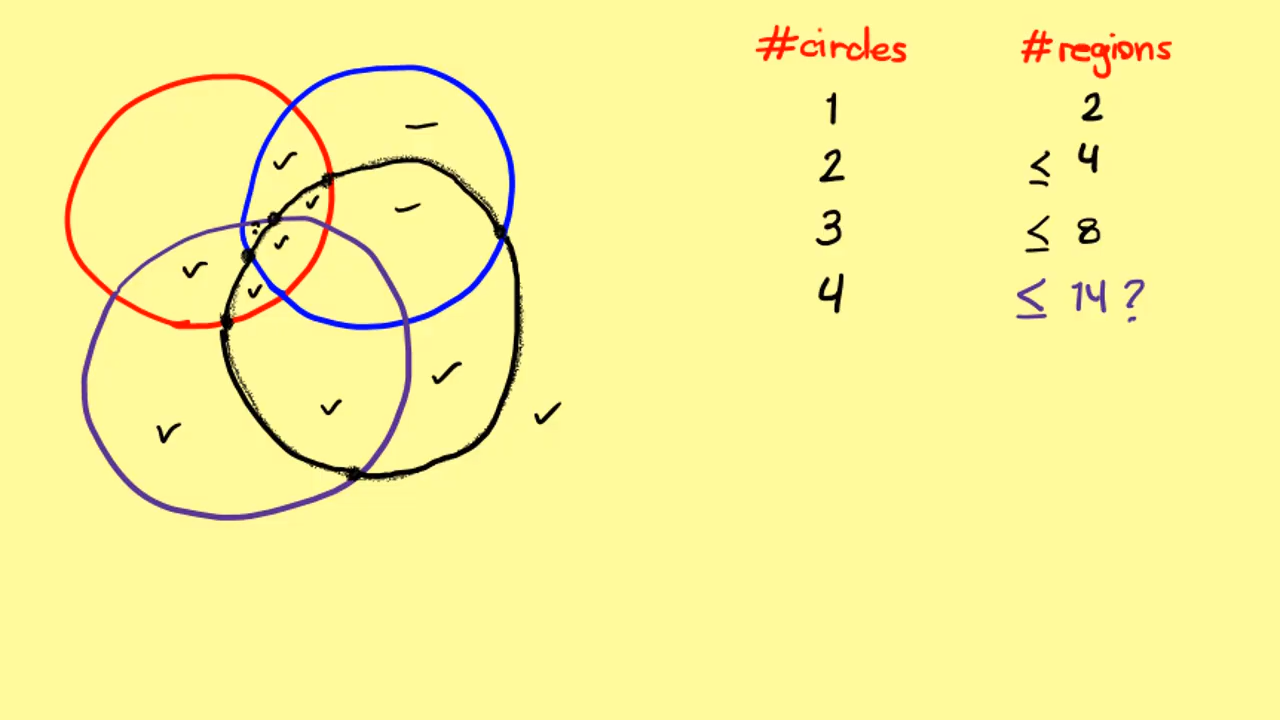 #circles #regions
1 2
2 ≤ 4
3 ≤ 8
4 ≤ 14?